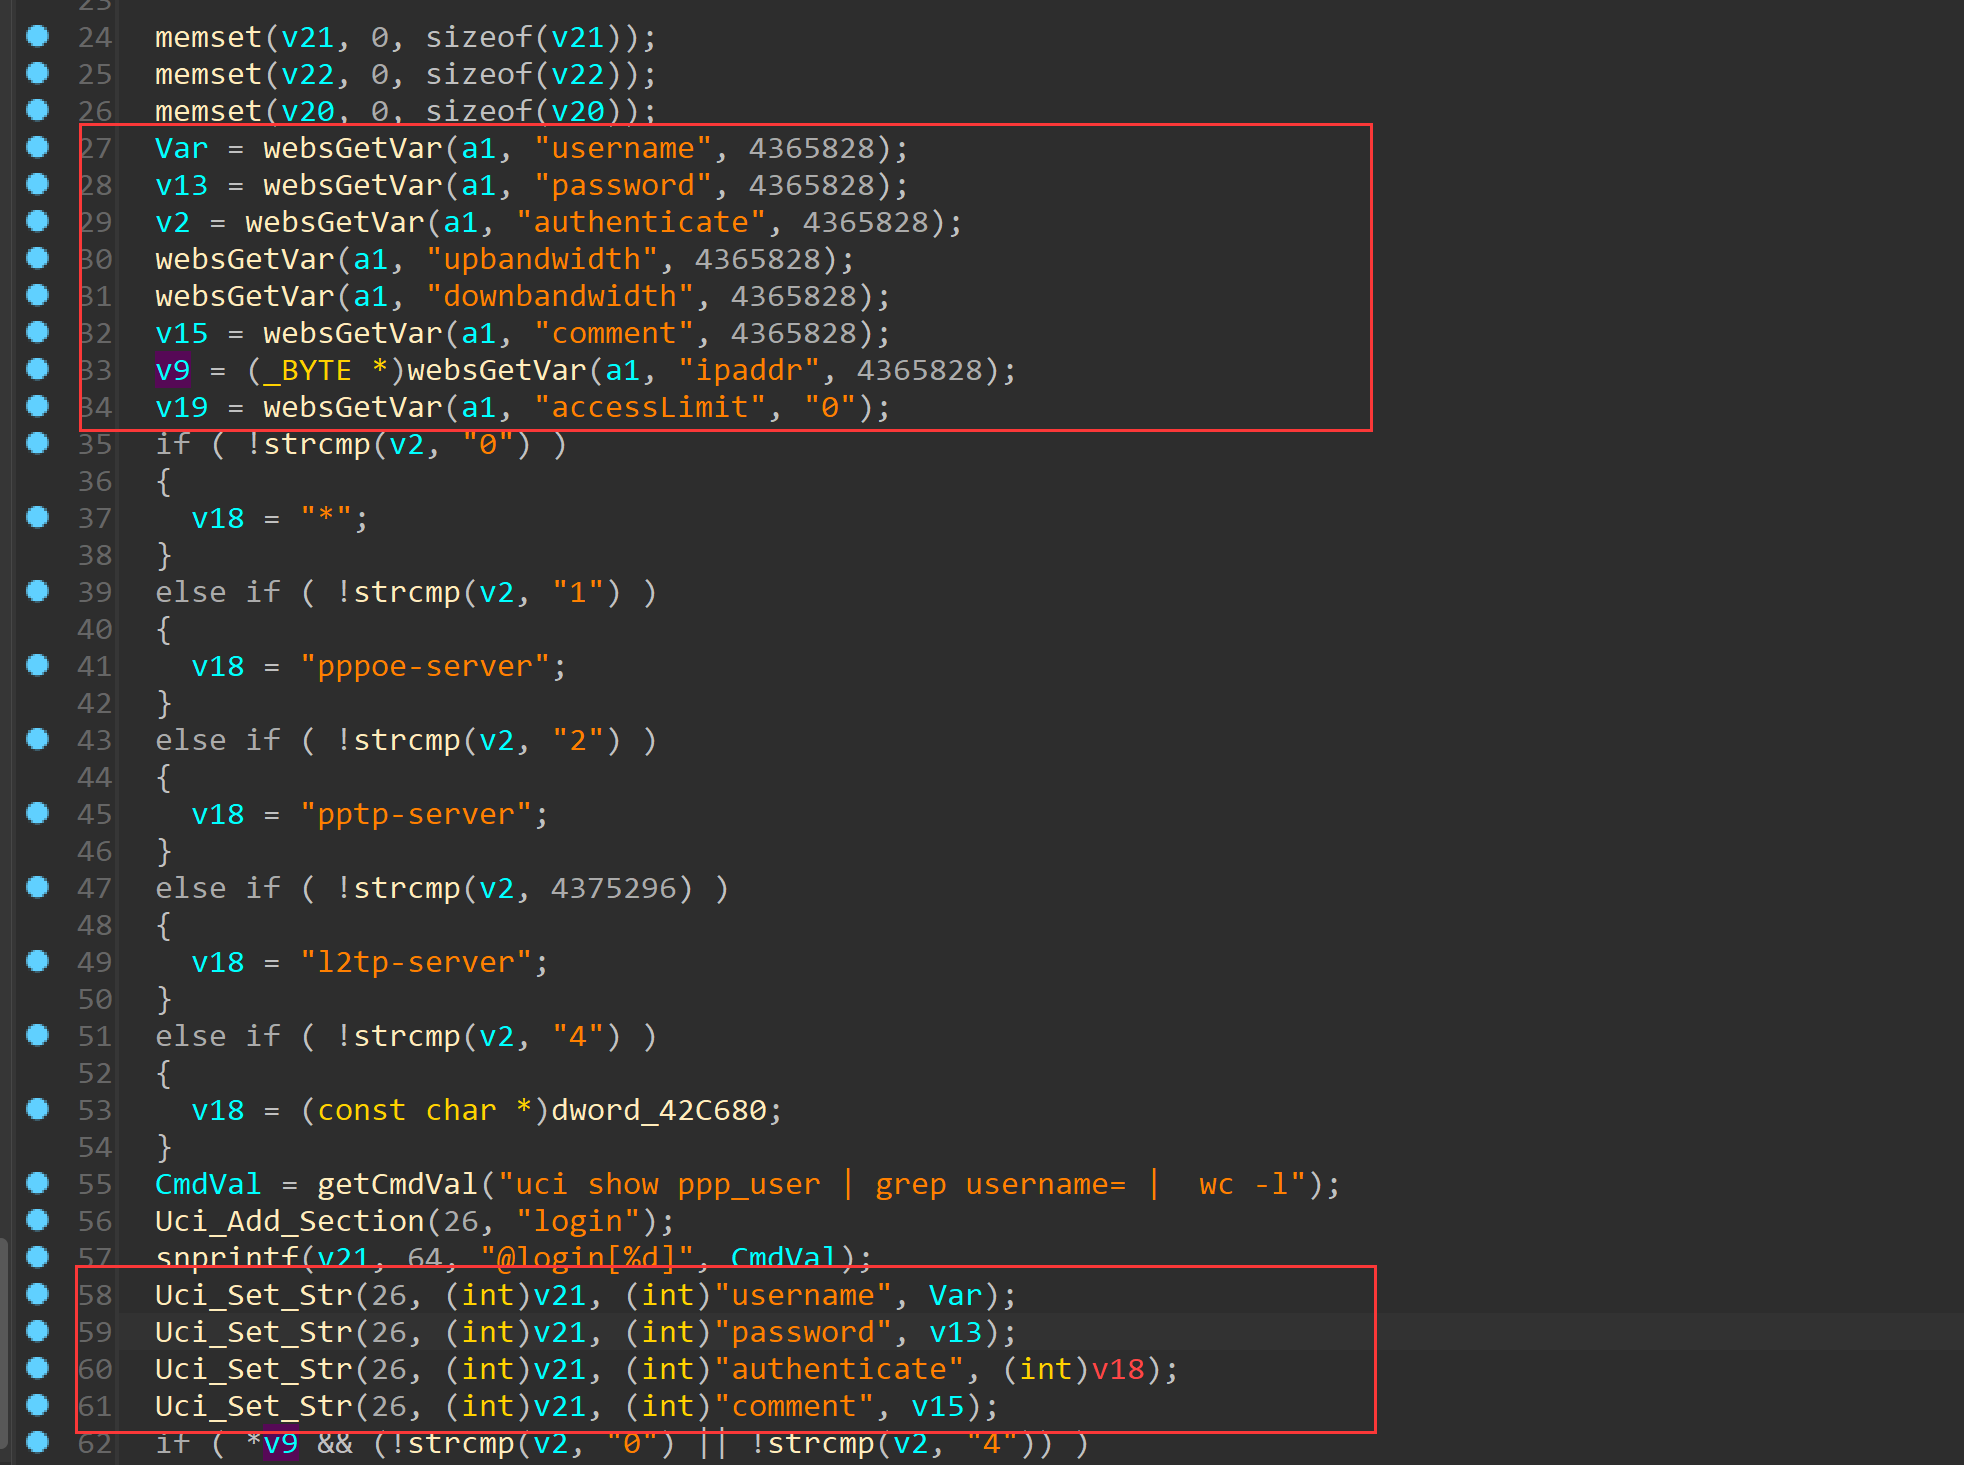 23
24 memset(v21, 0, sizeof(v21));
25 memset(v22, 0, sizeof(v22));
26 memset(v20, 0, sizeof(v20));
27 Var = websGetVar(a1, "username", 4365828);
28 v13 = websGetVar(a1, "password", 4365828);
29 v2 = websGetVar(a1, "authenticate", 4365828);
30 websGetVar(a1, "upbandwidth", 4365828);
31 websGetVar(a1, "downbandwidth", 4365828);
32 v15 = websGetVar(a1, "comment", 4365828);
33 v9 = (_BYTE *)websGetVar(a1, "ipaddr", 4365828);
34 v19 = websGetVar(a1, "accessLimit", "0");
35 if ( !strcmp(v2, "0") )
36 {
37   v18 = "*";
38 }
39 else if ( !strcmp(v2, "1") )
40 {
41   v18 = "pppoe-server";
42 }
43 else if ( !strcmp(v2, "2") )
44 {
45   v18 = "pptp-server";
46 }
47 else if ( !strcmp(v2, 4375296) )
48 {
49   v18 = "l2tp-server";
50 }
51 else if ( !strcmp(v2, "4") )
52 {
53   v18 = (const char *)dword_42C680;
54 }
55 CmdVal = getCmdVal("uci show ppp_user | grep username= |  wc -l");
56 Uci_Add_Section(26, "login");
57 snprintf(v21, 64, "@login[%d]", CmdVal);
58 Uci_Set_Str(26, (int)v21, (int)"username", Var);
59 Uci_Set_Str(26, (int)v21, (int)"password", v13);
60 Uci_Set_Str(26, (int)v21, (int)"authenticate", (int)v18);
61 Uci_Set_Str(26, (int)v21, (int)"comment", v15);
62 if ( *v9 && (!strcmp(v2, "0") || !strcmp(v2, "4")) )